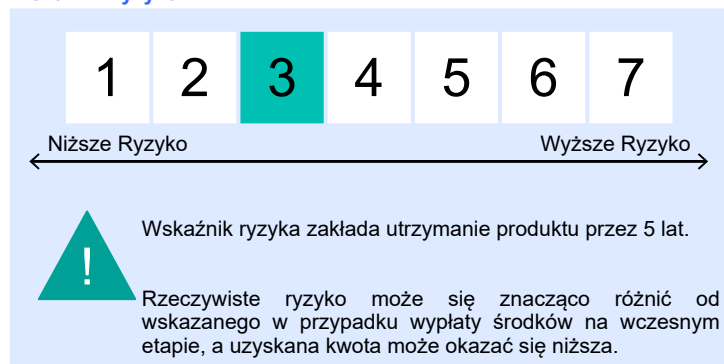 1 2 3 4 5 6 7
Niższe Ryzyko Wyższe Ryzyko
Wskaźnik ryzyka zakłada utrzymanie produktu przez 5 lat.
!
Rzeczywiste ryzyko może się znacząco różnić od
wskazanego w przypadku wypłaty środków na wczesnym
etapie, a uzyskana kwota może okazać się niższa.